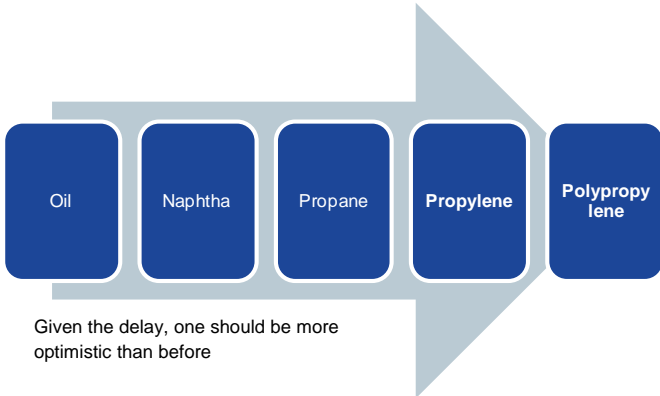 Oil
Naphtha
Propane
Propylene
Polypropy
lene
Given the delay, one should be more
optimistic than before